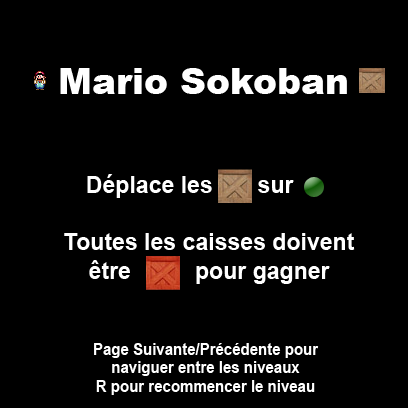 Mario Sokoban
Déplace les sur
Toutes les caisses doivent
être pour gagner
Page Suivante/Précédente pour
naviguer entre les niveaux
R pour recommencer le niveau